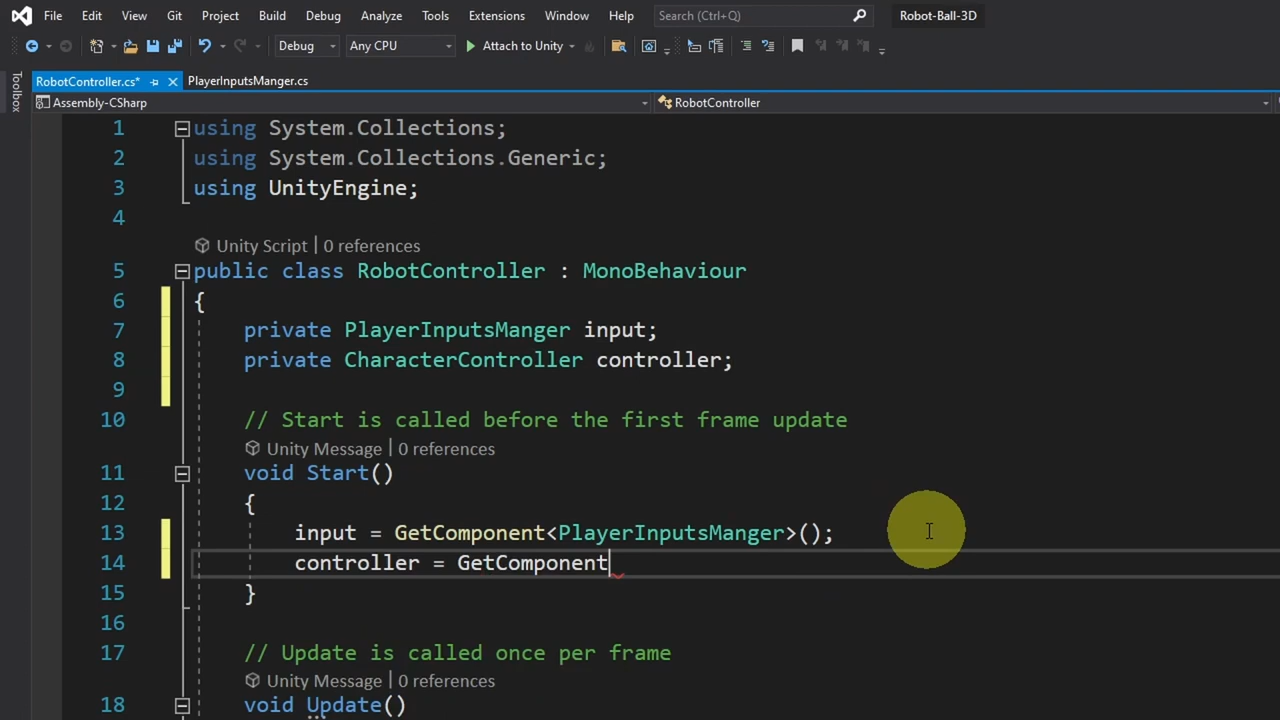 File Edit View Git Project Build Debug Analyze Tools Extensions Window Help Search (Ctrl+Q) Robot-Ball-3D
Debug Any CPU Attach to Unity
RobotController.cs* PlayerInputsManger.cs
Toolbox
Assembly-CSharp RobotController
1 using System.Collections;
2 using System.Collections.Generic;
3 using UnityEngine;
4
Unity Script | 0 references
5 public class RobotController : MonoBehaviour
6 {
7 private PlayerInputsManger input;
8 private CharacterController controller;
9
10 // Start is called before the first frame update
Unity Message | 0 references
11 void Start()
12 {
13 input = GetComponent<PlayerInputsManger>();
14 controller = GetComponent
15 }
16
17 // Update is called once per frame
Unity Message | 0 references
18 void Update()